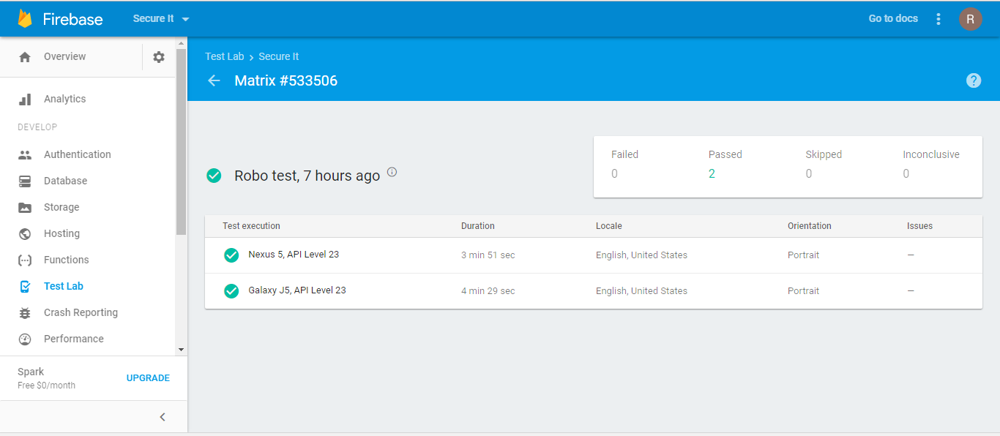 Firebase
Secure It
Go to docs
R
Overview
Analytics
DEVELOP
Authentication
Database
Storage
Hosting
Functions
Test Lab
Crash Reporting
Performance
Spark
Free $0/month
UPGRADE
Test Lab › Secure It
Matrix #533506
?
Robo test, 7 hours ago
Failed Passed Skipped Inconclusive
0 2 0 0
Test execution Duration Locale Orientation Issues
Nexus 5, API Level 23 3 min 51 sec English, United States Portrait —
Galaxy J5, API Level 23 4 min 29 sec English, United States Portrait —